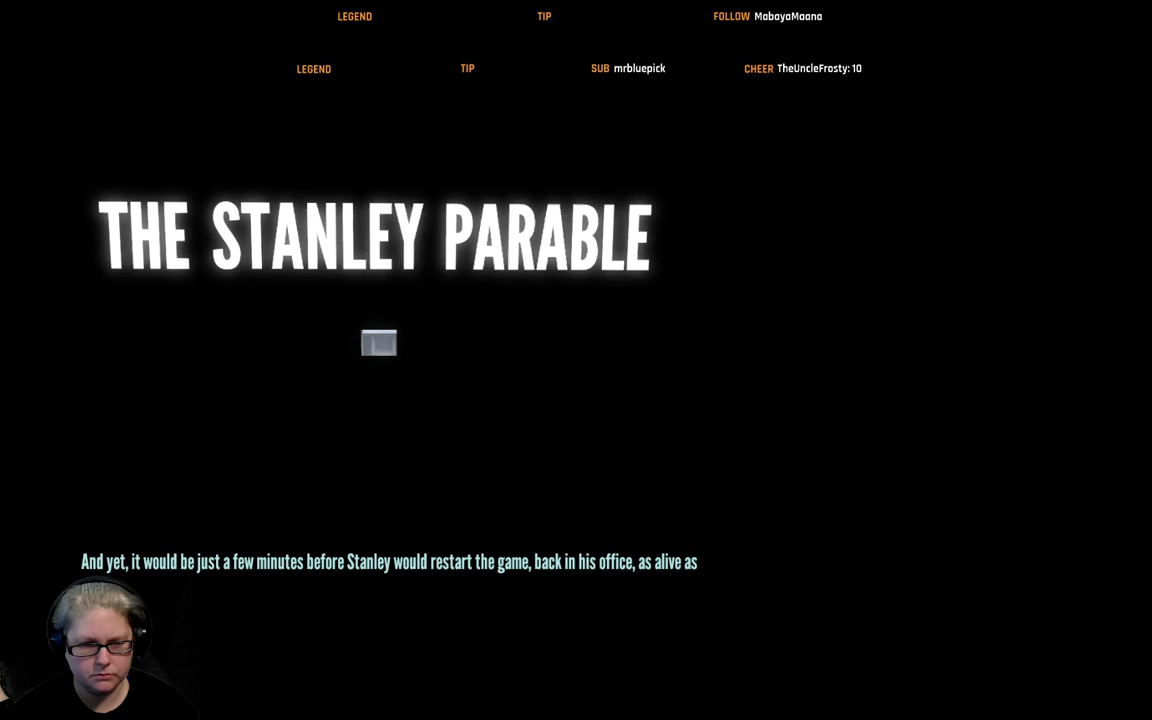 LEGEND TIP FOLLOW MabayaMaana
LEGEND TIP SUB mrbluepick CHEER TheUncleFrosty: 10
THE STANLEY PARABLE
And yet, it would be just a few minutes before Stanley would restart the game, back in his office, as alive as
ever.